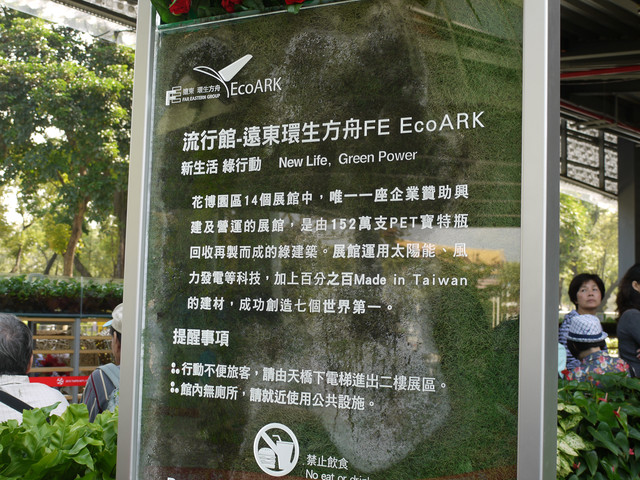 FE 遠東 環生方舟
FAR EASTERN GROUP
EcoARK
流行館-遠東環生方舟FE EcoARK
新生活 綠行動 New Life, Green Power
花博園區14個展館中，唯一一座企業贊助興
建及營運的展館，是由152萬支PET寶特瓶
回收再製而成的綠建築。展館運用太陽能、風
力發電等科技，加上百分之百Made in Taiwan
的建材，成功創造七個世界第一。
提醒事項
行動不便旅客，請由天橋下電梯進出二樓展區。
館內無廁所，請就近使用公共設施。
禁止飲食
No eat or drink